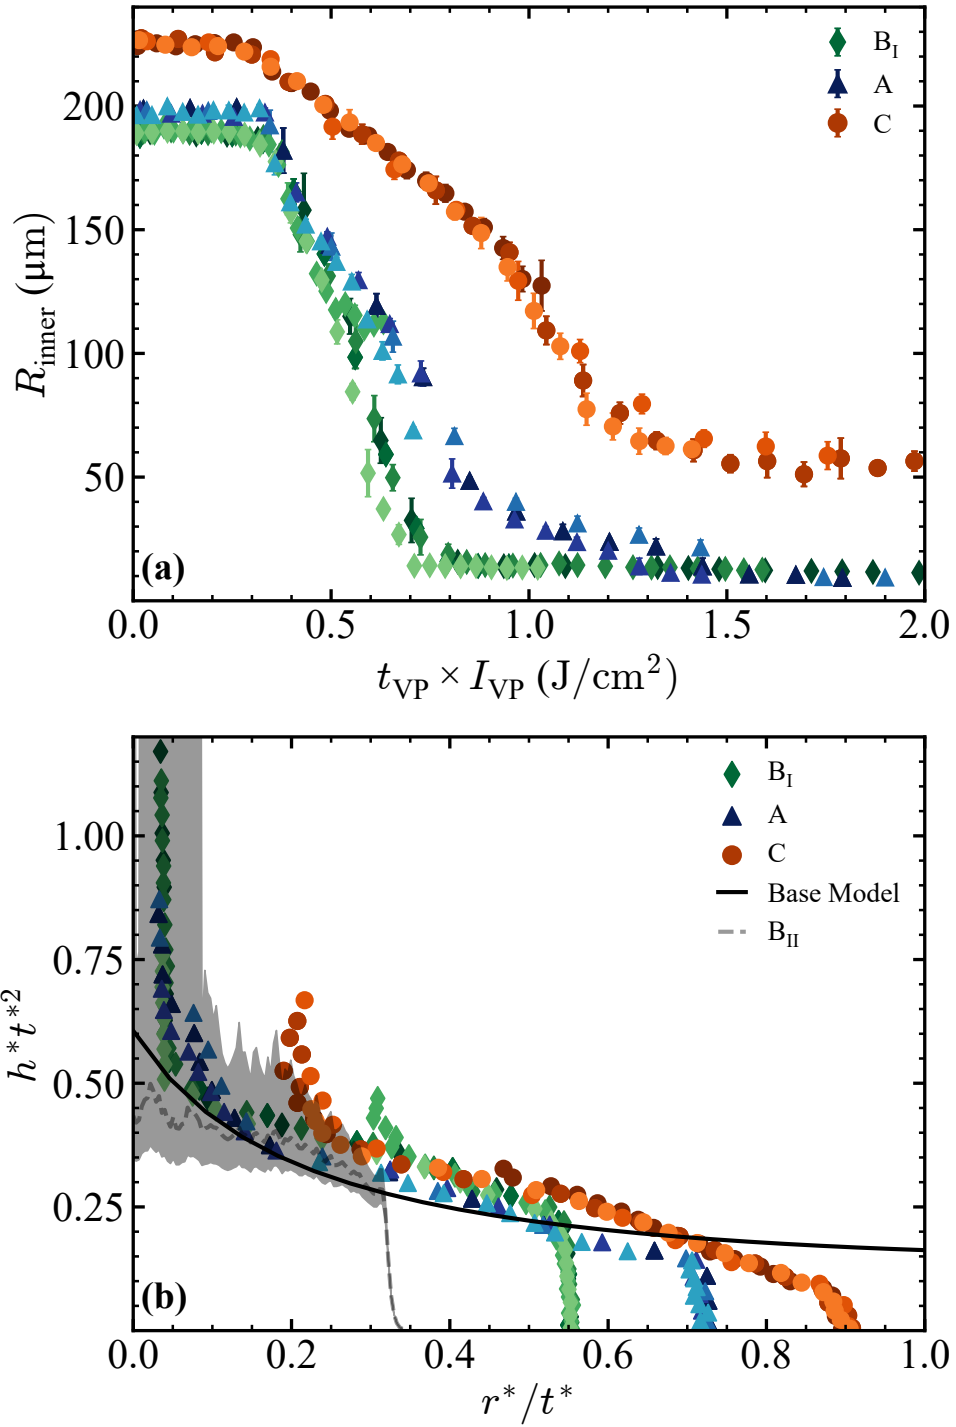 B_I
A
C
200
150
100
50
R_inner (μm)
(a)
0.0 0.5 1.0 1.5 2.0
t_VP × I_VP (J/cm²)
B_I
A
C
Base Model
B_II
1.00
0.75
0.50
0.25
h*t*²
(b)
0.0 0.2 0.4 0.6 0.8 1.0
r*/t*